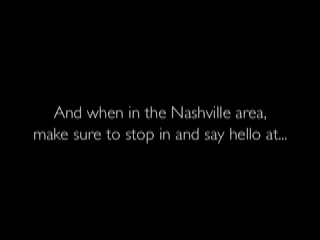 And when in the Nashville area,
make sure to stop in and say hello at...